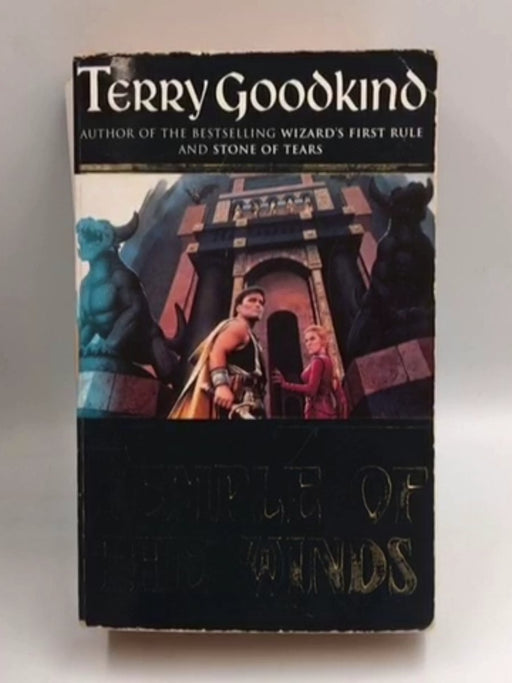 TERRY GOODKIND
AUTHOR OF THE BESTSELLING WIZARD'S FIRST RULE
AND STONE OF TEARS
TEMPLE OF
THE WINDS